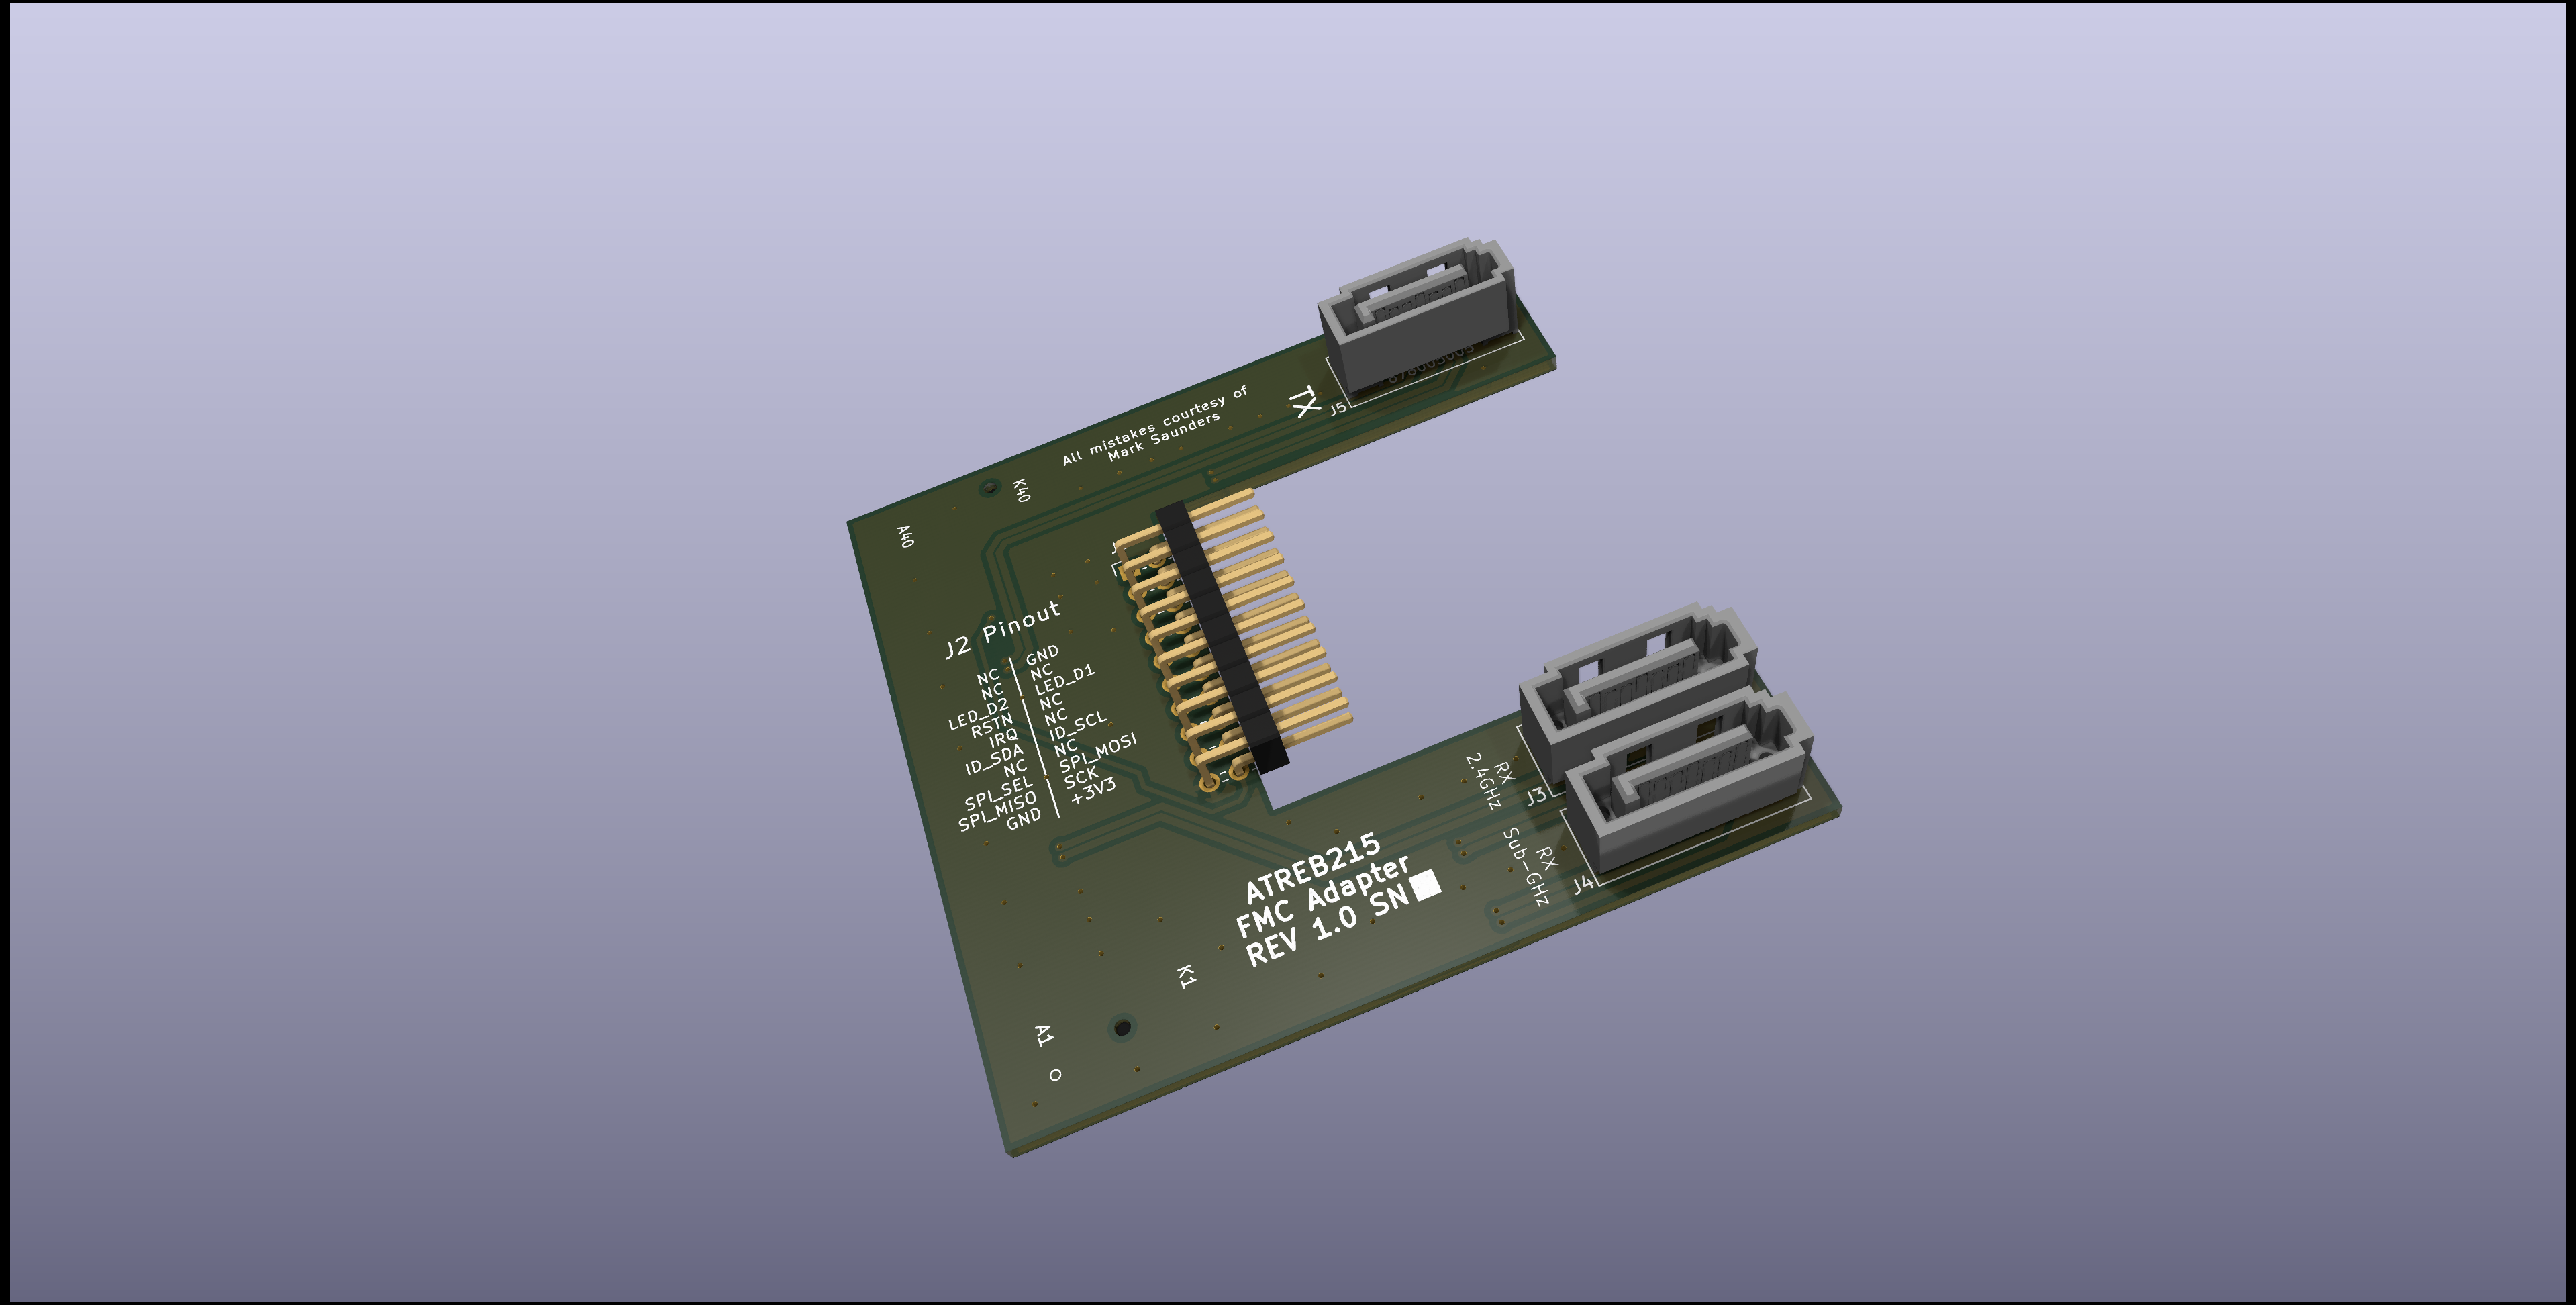 All mistakes courtesy of
Mark Saunders
TX
J5
K40
A40
J2 Pinout
NC GND
NC NC
LED_D2 LED_D1
RSTN NC
IRQ NC
ID_SDA ID_SCL
NC NC
SPI_SEL SPI_MOSI
SPI_MISO SCK
GND +3V3
RX
2.4GHz
J3
RX
Sub-GHz
J4
ATREB215
FMC Adapter
REV 1.0 SN
K1
A1